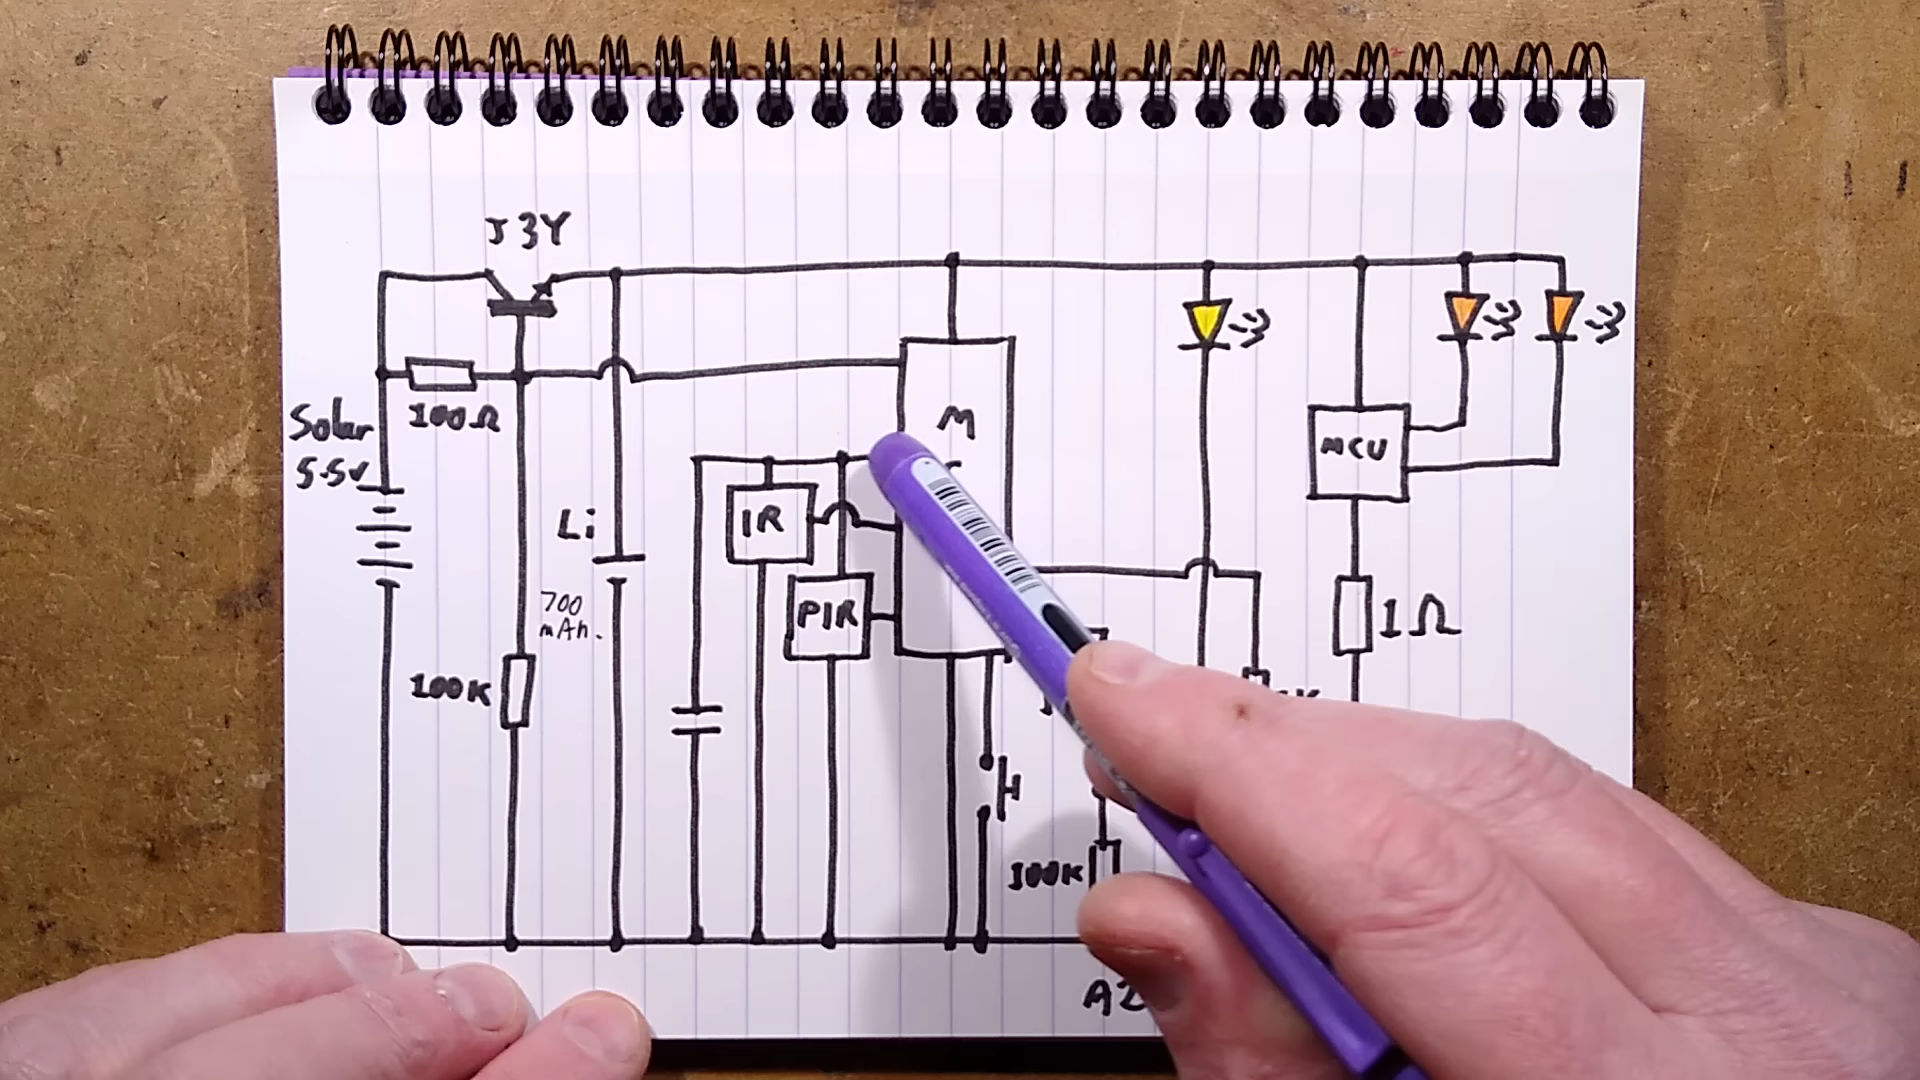 J3Y
100Ω
Solar
5.5v
M
MCU
IR
Li
700
mAh.
PIR
1Ω
100K
100K